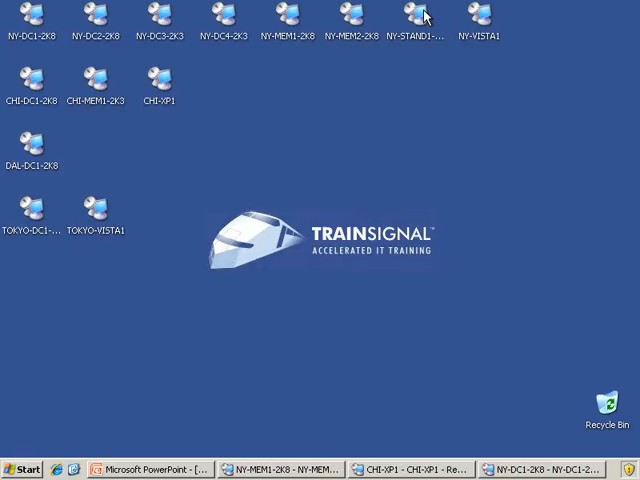 NY-DC1-2K8 NY-DC2-2K8 NY-DC3-2K3 NY-DC4-2K3 NY-MEM1-2K8 NY-MEM2-2K8 NY-STAND1-... NY-VISTA1
CHI-DC1-2K8 CHI-MEM1-2K3 CHI-XP1
DAL-DC1-2K8
TOKYO-DC1-... TOKYO-VISTA1
TRAINSIGNAL™
ACCELERATED IT TRAINING
Recycle Bin
Start Microsoft PowerPoint - [... NY-MEM1-2K8 - NY-MEM... CHI-XP1 - CHI-XP1 - Re... NY-DC1-2K8 - NY-DC1-2...